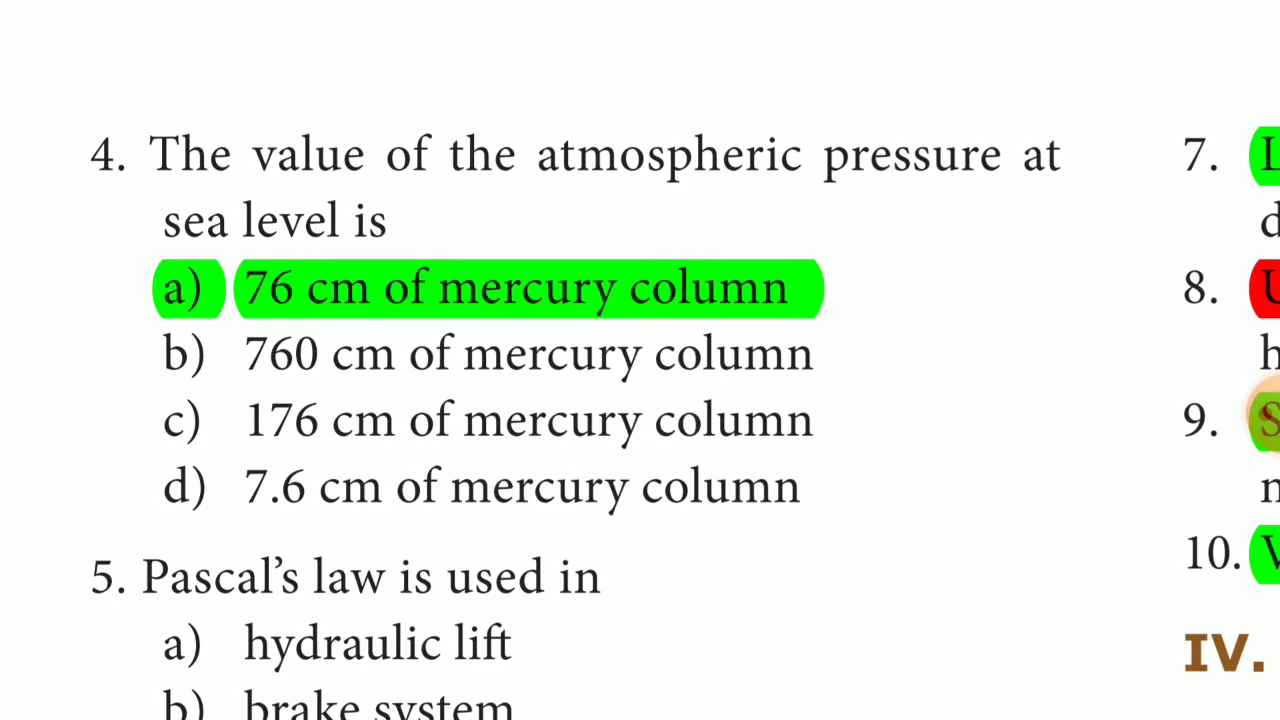 4. The value of the atmospheric pressure at
sea level is
a) 76 cm of mercury column
b) 760 cm of mercury column
c) 176 cm of mercury column
d) 7.6 cm of mercury column
5. Pascal’s law is used in
a) hydraulic lift
b) brake system
7.
8.
9.
10.
IV.